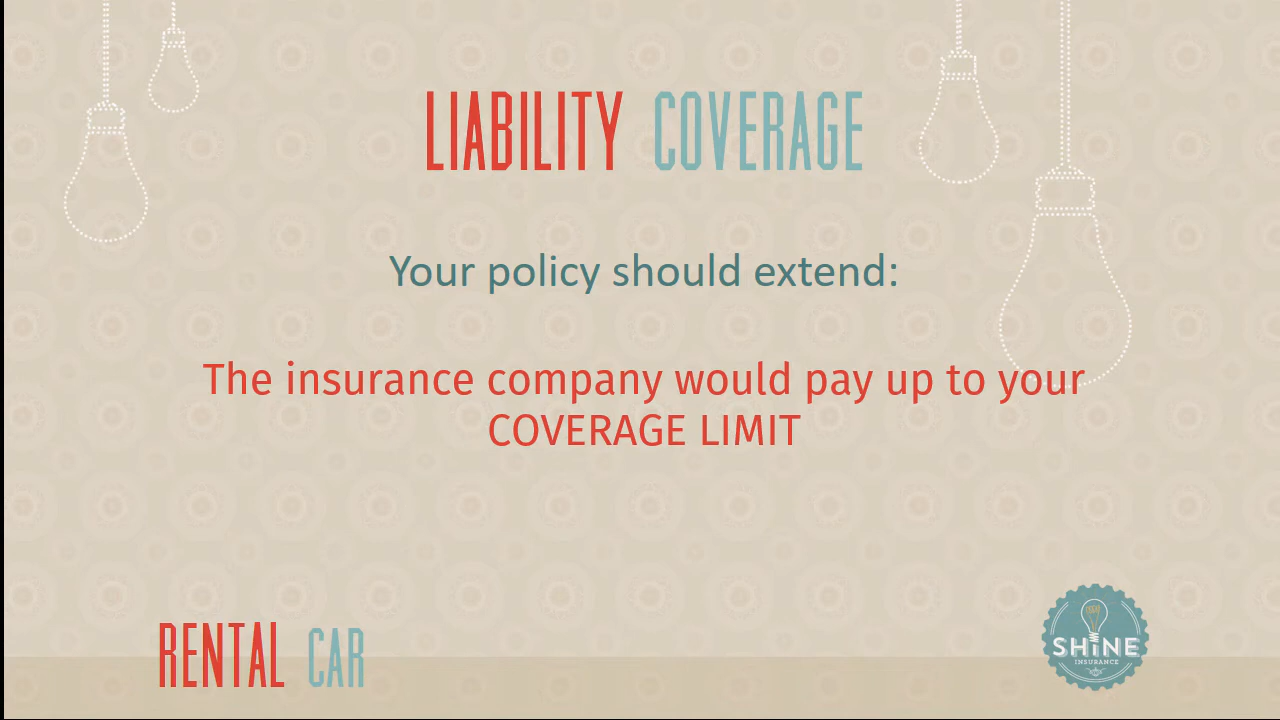 LIABILITY COVERAGE
Your policy should extend:
The insurance company would pay up to your
COVERAGE LIMIT
RENTAL CAR
SHINE
INSURANCE